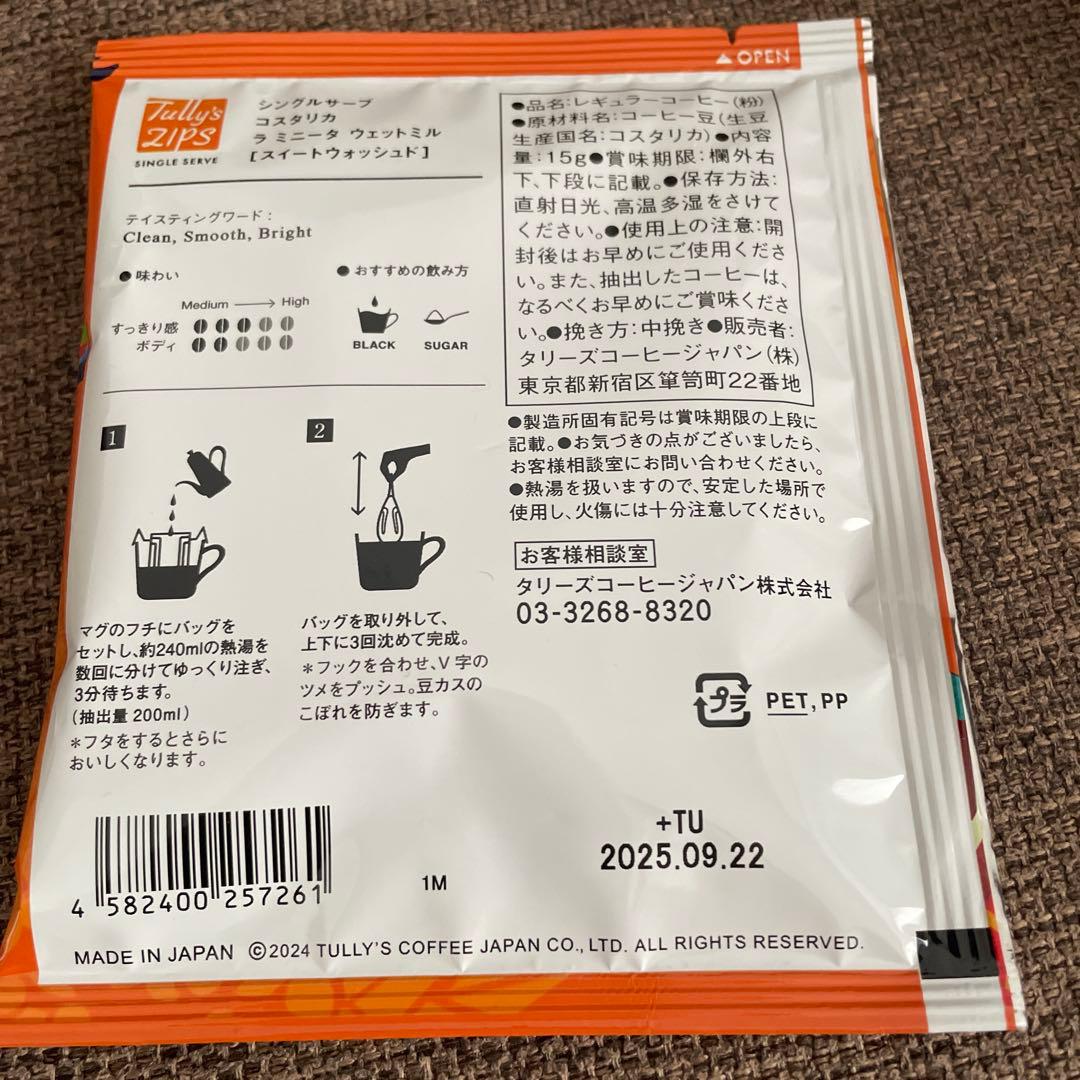 ▲OPEN
Tully's
ZIPS
SINGLE SERVE
シングルサーブ
コスタリカ
ラ ミニータ ウェットミル
[スイートウォッシュド]
テイスティングワード:
Clean, Smooth, Bright
●味わい
Medium → High
すっきり感
ボディ
●おすすめの飲み方
BLACK
SUGAR
1
マグのフチにバッグを
セットし、約240mlの熱湯を
数回に分けてゆっくり注ぎ、
3分待ちます。
(抽出量 200ml)
*フタをするとさらに
おいしくなります。
2
バッグを取り外して、
上下に3回沈めて完成。
*フックを合わせ、V 字の
ツメをプッシュ。豆カスの
こぼれを防ぎます。
●品名:レギュラーコーヒー(粉)
●原材料名:コーヒー豆(生豆
生産国名:コスタリカ)●内容
量:15g●賞味期限:欄外右
下、下段に記載。●保存方法:
直射日光、高温多湿をさけて
ください。●使用上の注意:開
封後はお早めにご使用くださ
い。また、抽出したコーヒーは、
なるべくお早めにご賞味くださ
い。●挽き方:中挽き●販売者:
タリーズコーヒージャパン(株)
東京都新宿区箪笥町22番地
●製造所固有記号は賞味期限の上段に
記載。●お気づきの点がございましたら、
お客様相談室にお問い合わせください。
●熱湯を扱いますので、安定した場所で
使用し、火傷には十分注意してください。
お客様相談室
タリーズコーヒージャパン株式会社
03-3268-8320
プラ PET, PP
+TU
2025.09.22
4 582400 257261
1M
MADE IN JAPAN ©2024 TULLY'S COFFEE JAPAN CO., LTD. ALL RIGHTS RESERVED.